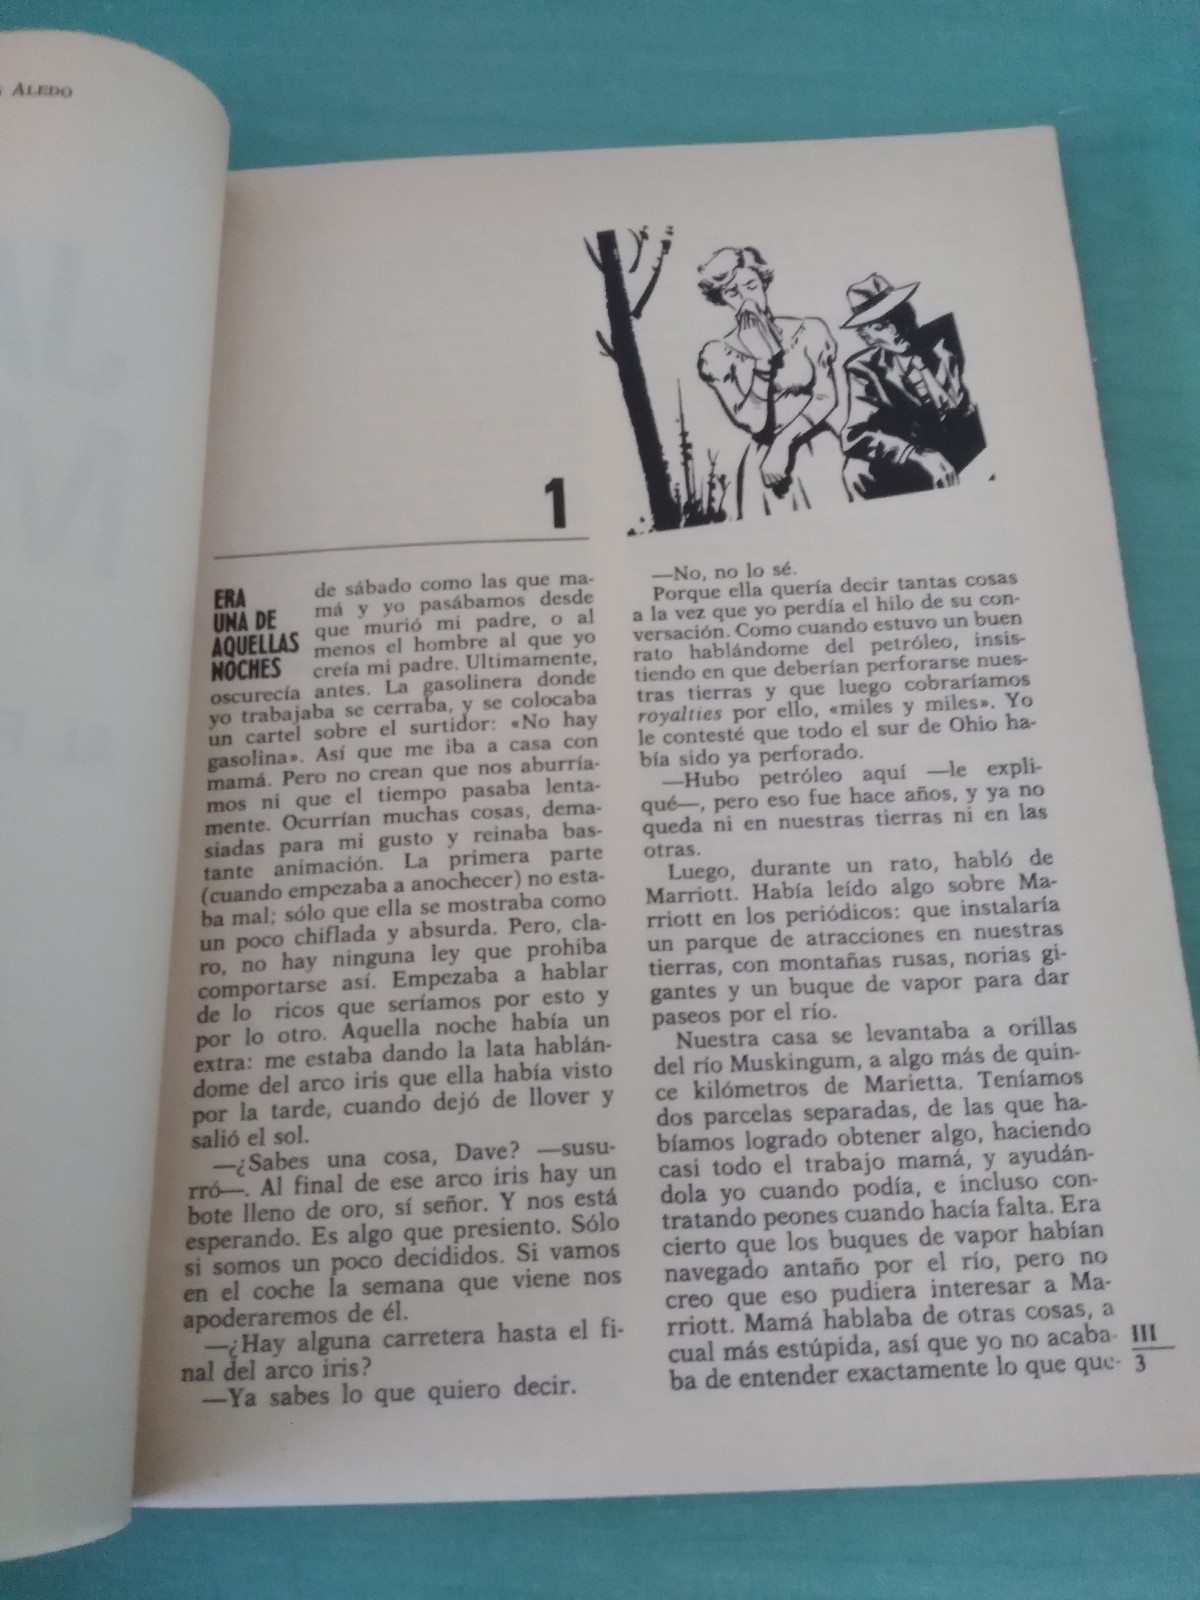 ALEDO
1
ERA
UNA DE
AQUELLAS
NOCHES
de sábado como las que ma-
má y yo pasábamos desde
que murió mi padre, o al
menos el hombre al que yo
creía mi padre. Ultimamente,
oscurecía antes. La gasolinera donde
yo trabajaba se cerraba, y se colocaba
un cartel sobre el surtidor: «No hay
gasolina». Así que me iba a casa con
mamá. Pero no crean que nos aburría-
mos ni que el tiempo pasaba lenta-
mente. Ocurrían muchas cosas, dema-
siadas para mi gusto y reinaba bas-
tante animación. La primera parte
(cuando empezaba a anochecer) no esta-
ba mal; sólo que ella se mostraba como
un poco chiflada y absurda. Pero, cla-
ro, no hay ninguna ley que prohiba
comportarse así. Empezaba a hablar
de lo ricos que seríamos por esto y
por lo otro. Aquella noche había un
extra: me estaba dando la lata hablán-
dome del arco iris que ella había visto
por la tarde, cuando dejó de llover y
salió el sol.
—¿Sabes una cosa, Dave? —susu-
rró—. Al final de ese arco iris hay un
bote lleno de oro, sí señor. Y nos está
esperando. Es algo que presiento. Sólo
si somos un poco decididos. Si vamos
en el coche la semana que viene nos
apoderaremos de él.
—¿Hay alguna carretera hasta el fi-
nal del arco iris?
—Ya sabes lo que quiero decir.
—No, no lo sé.
Porque ella quería decir tantas cosas
a la vez que yo perdía el hilo de su con-
versación. Como cuando estuvo un buen
rato hablándome del petróleo, insis-
tiendo en que deberían perforarse nues-
tras tierras y que luego cobraríamos
royalties por ello, «miles y miles». Yo
le contesté que todo el sur de Ohio ha-
bía sido ya perforado.
—Hubo petróleo aquí —le expli-
qué—, pero eso fue hace años, y ya no
queda ni en nuestras tierras ni en las
otras.
Luego, durante un rato, habló de
Marriott. Había leído algo sobre Ma-
rriott en los periódicos: que instalaría
un parque de atracciones en nuestras
tierras, con montañas rusas, norias gi-
gantes y un buque de vapor para dar
paseos por el río.
Nuestra casa se levantaba a orillas
del río Muskingum, a algo más de quin-
ce kilómetros de Marietta. Teníamos
dos parcelas separadas, de las que ha-
bíamos logrado obtener algo, haciendo
casi todo el trabajo mamá, y ayudán-
dola yo cuando podía, e incluso con-
tratando peones cuando hacía falta. Era
cierto que los buques de vapor habían
navegado antaño por el río, pero no
creo que eso pudiera interesar a Ma-
rriott. Mamá hablaba de otras cosas, a
cual más estúpida, así que yo no acaba-
ba de entender exactamente lo que que-
III
3